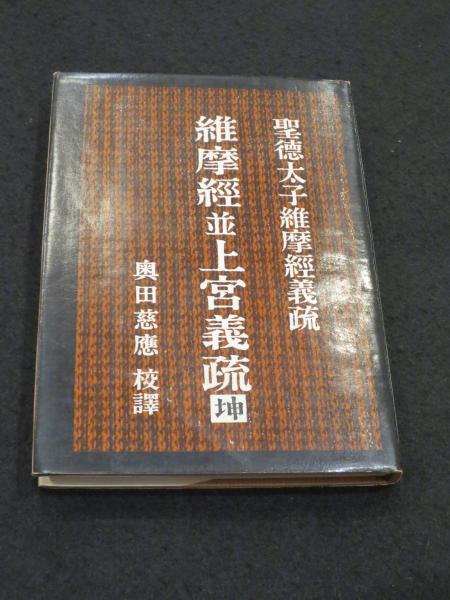 聖德太子維摩經義疏
維摩經並上宮義疏 坤
奥田慈應 校譯